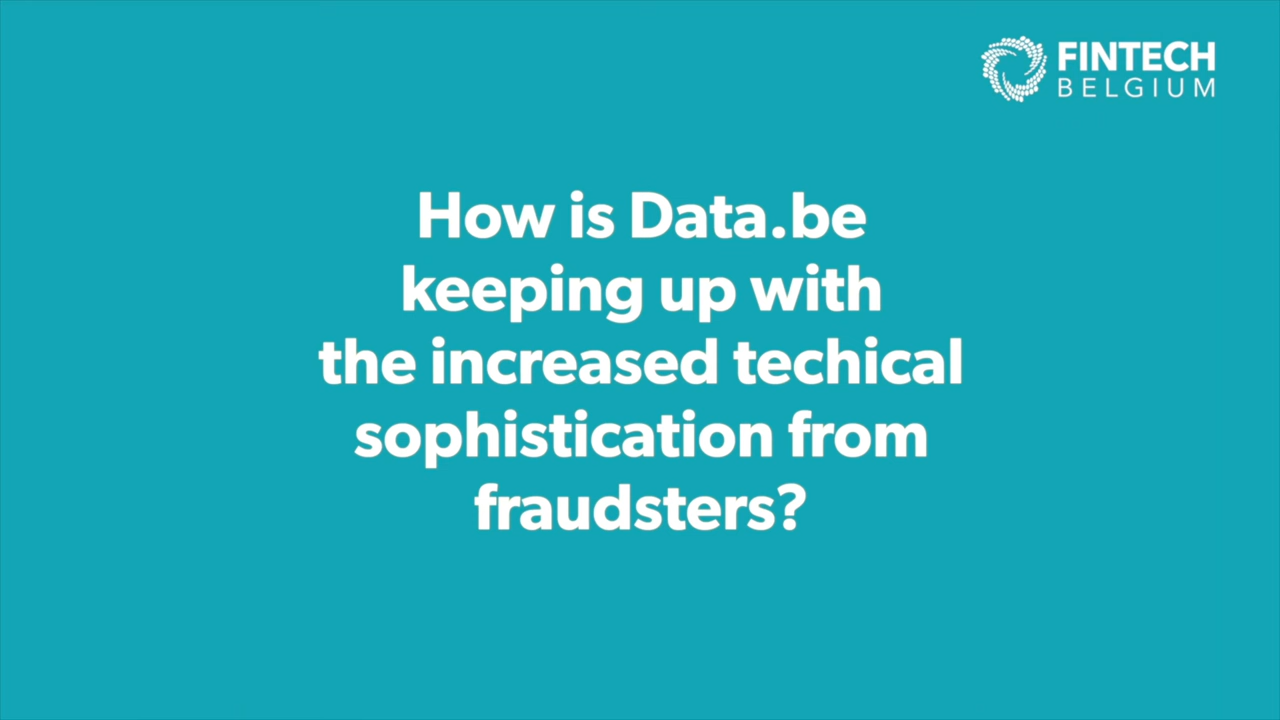 FINTECH
BELGIUM
How is Data.be
keeping up with
the increased techical
sophistication from
fraudsters?